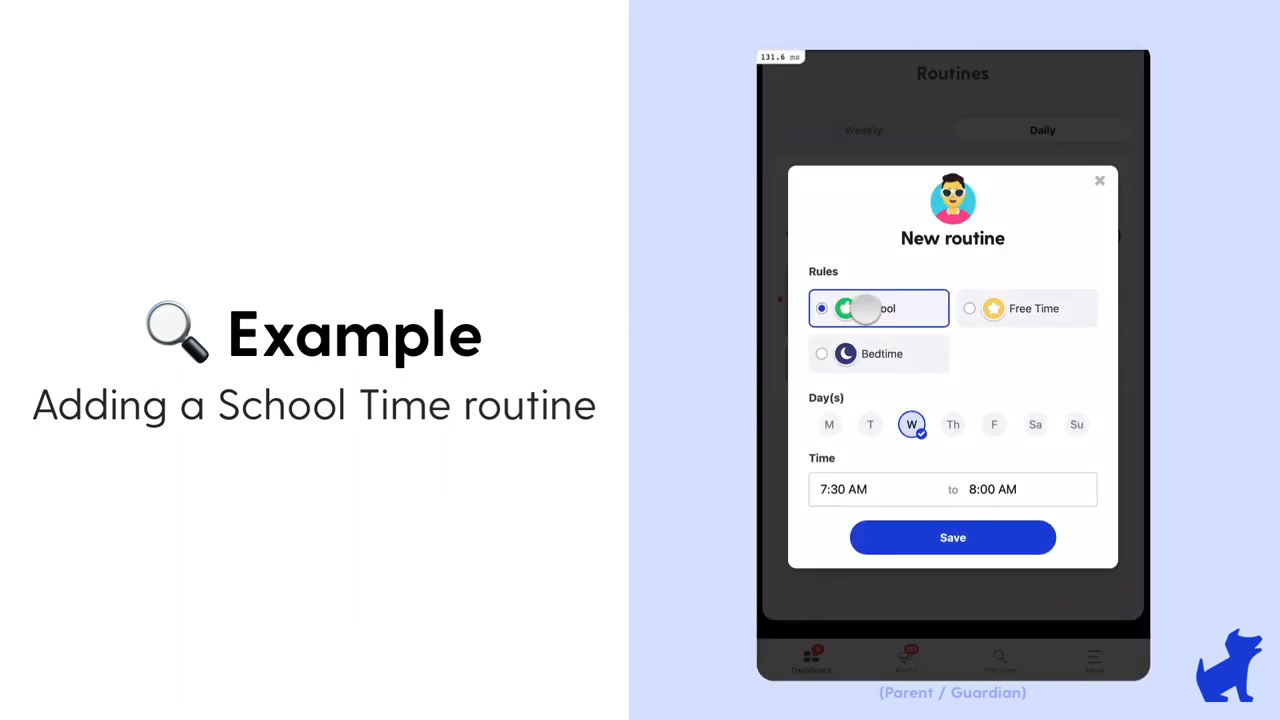 Example
Adding a School Time routine
131.6 ms
Routines
Weekly
Daily
New routine
Rules
Free Time
Bedtime
Day(s)
M T W Th F Sa Su
Time
7:30 AM to 8:00 AM
Save
Dashboard
(Parent / Guardian)